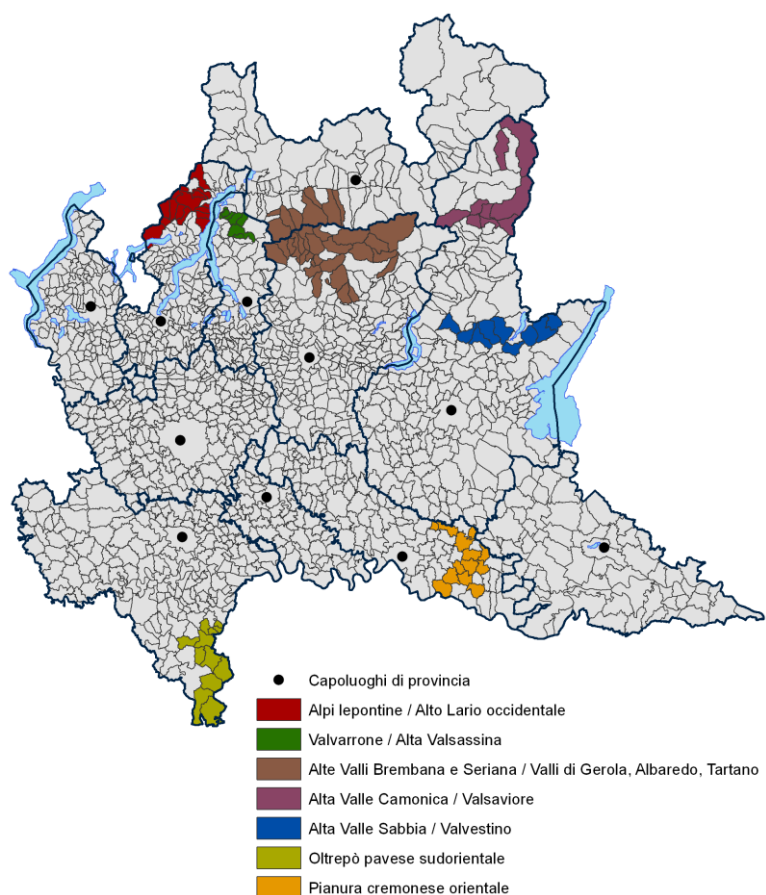 Capoluoghi di provincia
Alpi lepontine / Alto Lario occidentale
Valvarrone / Alta Valsassina
Alte Valli Brembana e Seriana / Valli di Gerola, Albaredo, Tartano
Alta Valle Camonica / Valsaviore
Alta Valle Sabbia / Valvestino
Oltrepò pavese sudorientale
Pianura cremonese orientale